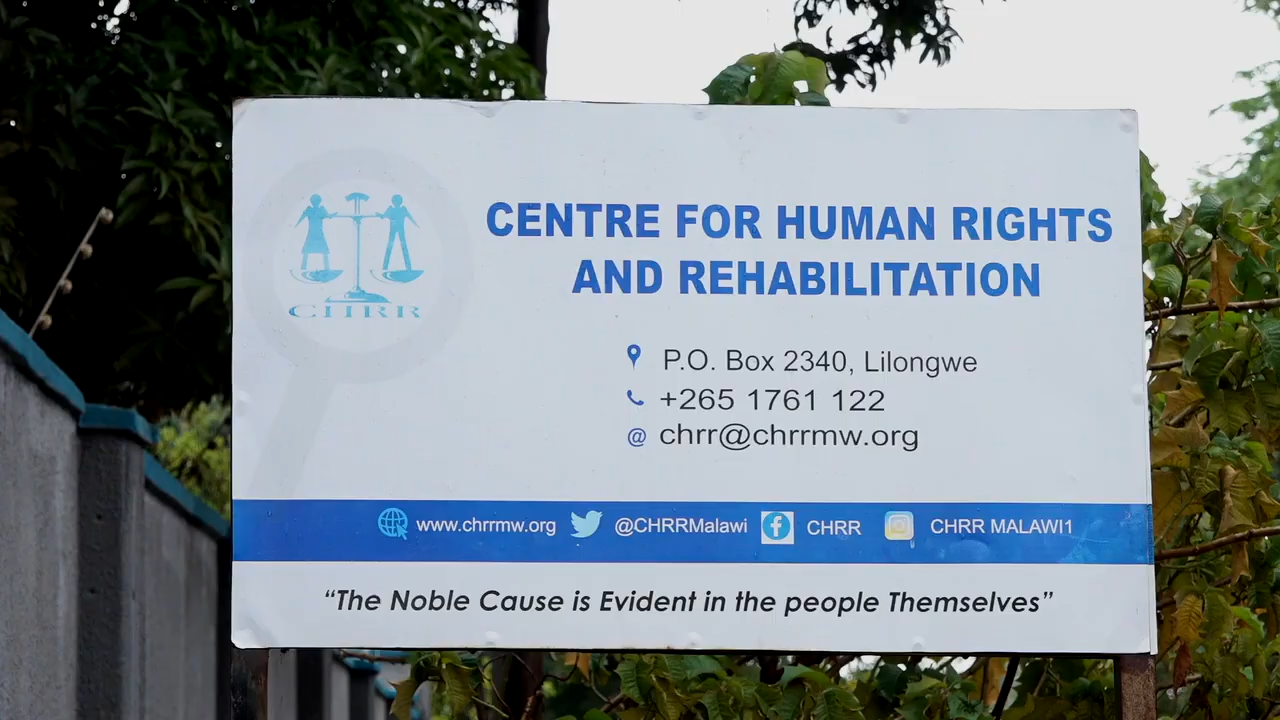 CHRR
CENTRE FOR HUMAN RIGHTS
AND REHABILITATION
P.O. Box 2340, Lilongwe
+265 1761 122
@ chrr@chrrmw.org
www.chrrmw.org @CHRRMalawi CHRR CHRR MALAWI1
“The Noble Cause is Evident in the people Themselves”